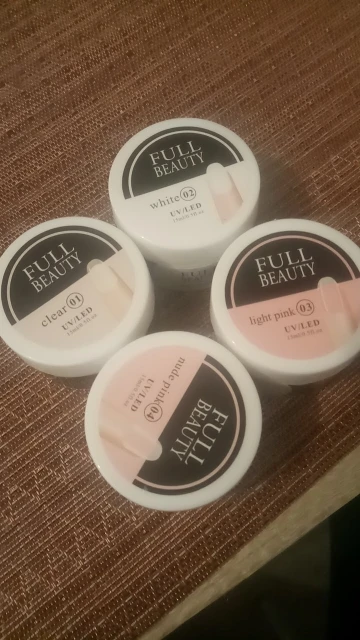 FULL
BEAUTY
white 02
UV/LED
FULL
BEAUTY
clear 01
UV/LED
FULL
BEAUTY
light pink 03
UV/LED
FULL
BEAUTY
nude pink 04
UV/LED